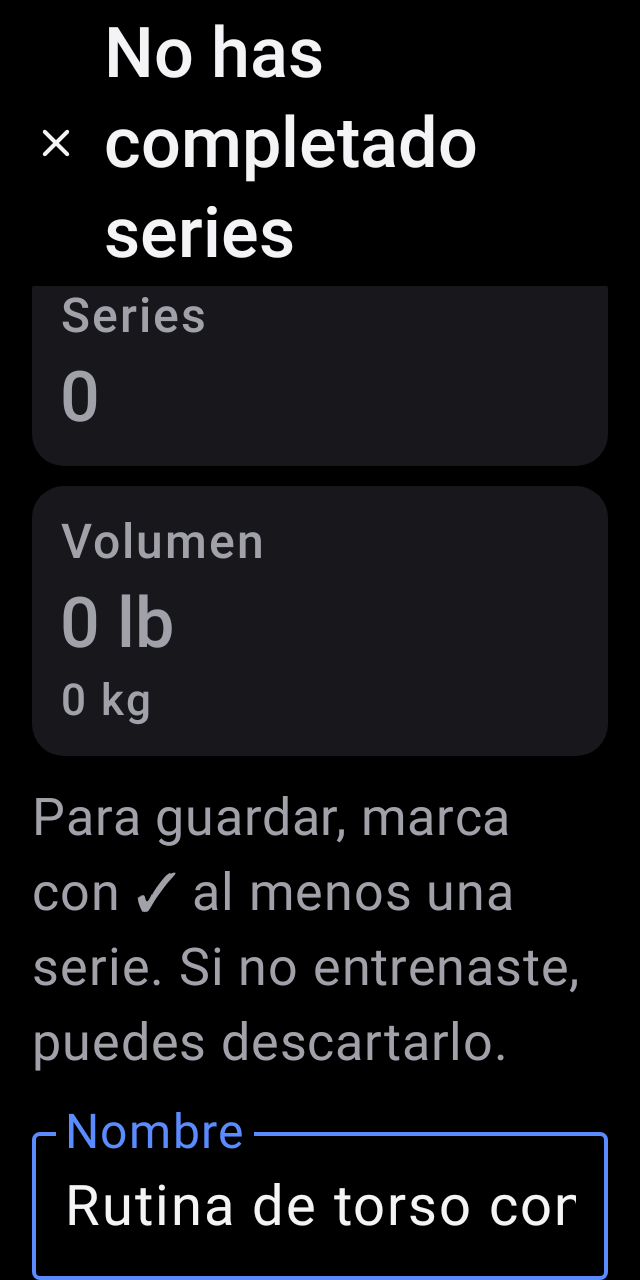 No has
completado
series
Series
0
Volumen
0 lb
0 kg
Para guardar, marca
con ✓ al menos una
serie. Si no entrenaste,
puedes descartarlo.
Nombre
Rutina de torso